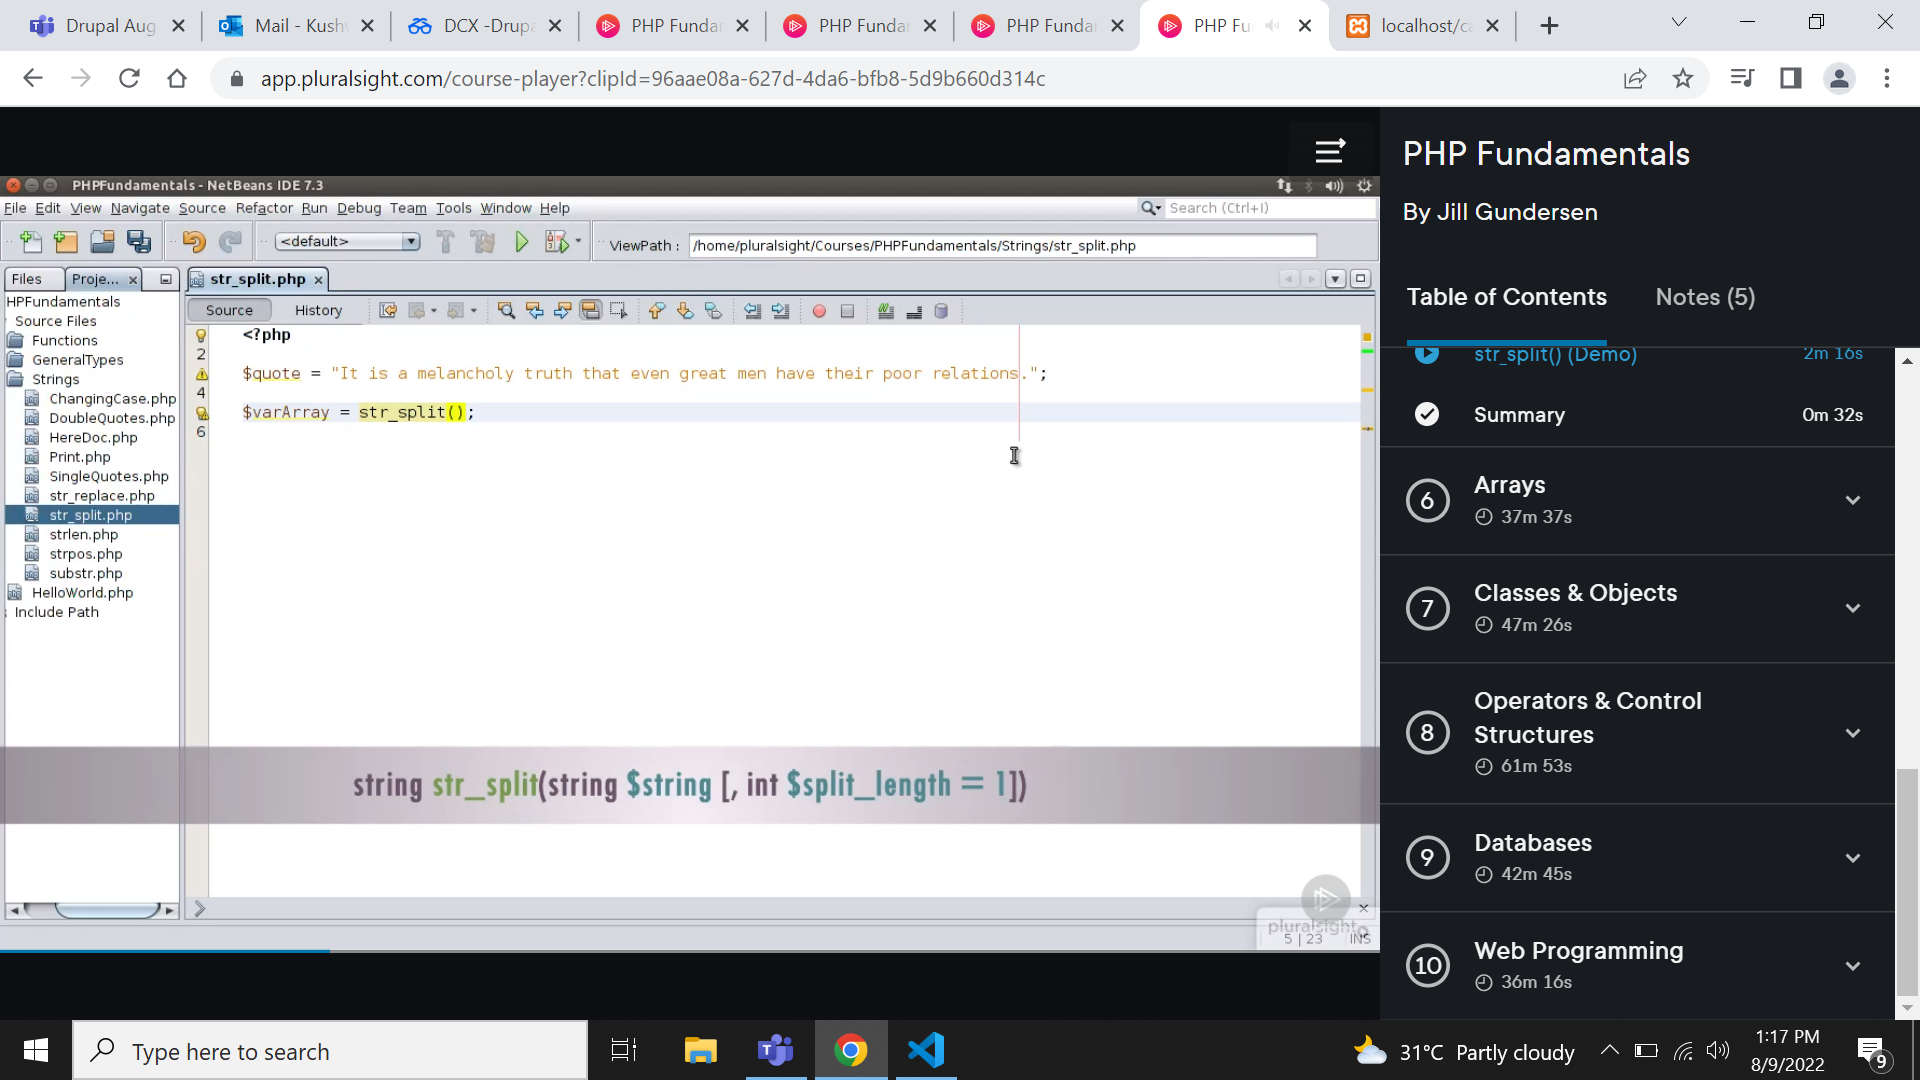 Drupal Aug
Mail - Kush
DCX -Drupa
PHP Fundar
PHP Fundar
PHP Fundar
PHP Fu
localhost/ca
app.pluralsight.com/course-player?clipId=96aae08a-627d-4da6-bfb8-5d9b660d314c
PHPFundamentals - NetBeans IDE 7.3
File Edit View Navigate Source Refactor Run Debug Team Tools Window Help
Search (Ctrl+I)
<default>
ViewPath : /home/pluralsight/Courses/PHPFundamentals/Strings/str_split.php
Files
Proje...
str_split.php
Source
History
HPFundamentals
Source Files
Functions
GeneralTypes
Strings
ChangingCase.php
DoubleQuotes.php
HereDoc.php
Print.php
SingleQuotes.php
str_replace.php
str_split.php
strlen.php
strpos.php
substr.php
HelloWorld.php
Include Path
<?php
2
$quote = "It is a melancholy truth that even great men have their poor relations.";
4
$varArray = str_split();
6
string str_split(string $string [, int $split_length = 1])
pluralsight
5 | 23
INS
PHP Fundamentals
By Jill Gundersen
Table of Contents
Notes (5)
str_split() (Demo)
2m 16s
Summary
0m 32s
6
Arrays
37m 37s
7
Classes & Objects
47m 26s
8
Operators & Control
Structures
61m 53s
9
Databases
42m 45s
10
Web Programming
36m 16s
Type here to search
31°C Partly cloudy
1:17 PM
8/9/2022
9